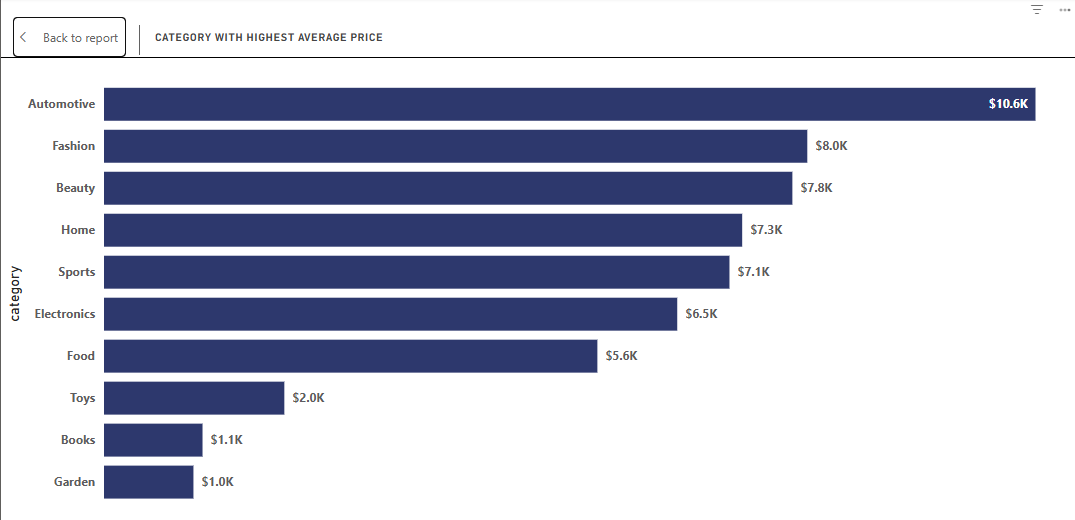 Back to report
CATEGORY WITH HIGHEST AVERAGE PRICE
category
Automotive $10.6K
Fashion $8.0K
Beauty $7.8K
Home $7.3K
Sports $7.1K
Electronics $6.5K
Food $5.6K
Toys $2.0K
Books $1.1K
Garden $1.0K